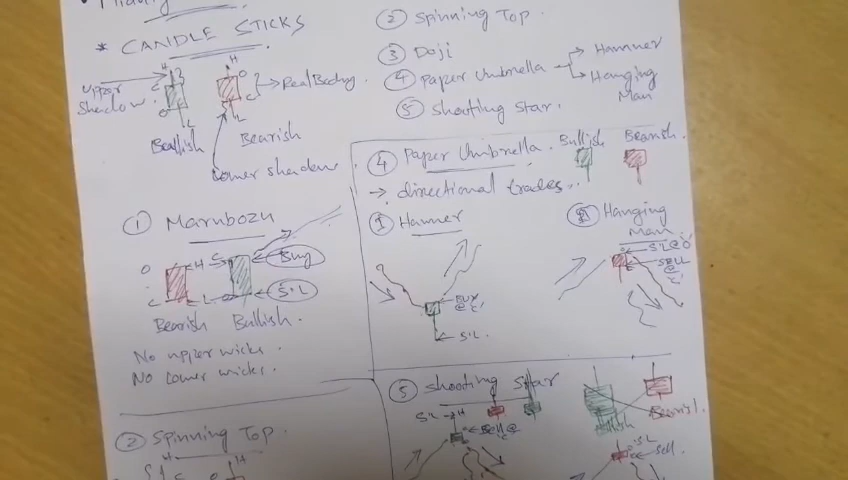 * CANDLE STICKS
H
H
Upper
Shadow
C
O
L
O
C
L
Real Body
Bullish
Bearish
Lower shadow
② Spinning Top
③ Doji
④ Paper Umbrella
Hammer
Hanging
Man
⑤ Shooting Star.
① Marubozu
O
C
H
L
C
Buy
S.L
Bearish Bullish.
No upper wicks.
No lower wicks.
② Spinning Top.
H
H
④ Paper Umbrella.
Bullish Bearish.
→ directional trades..
Ⅰ Hammer
BUY
@ 'C'
S.L
Ⅱ Hanging
Man
S.L @ 'O'
SELL
@
'C'
⑤ Shooting Star
S.L
H
Sell @
'C'
Bullish
Bearish.
S.L
Sell.